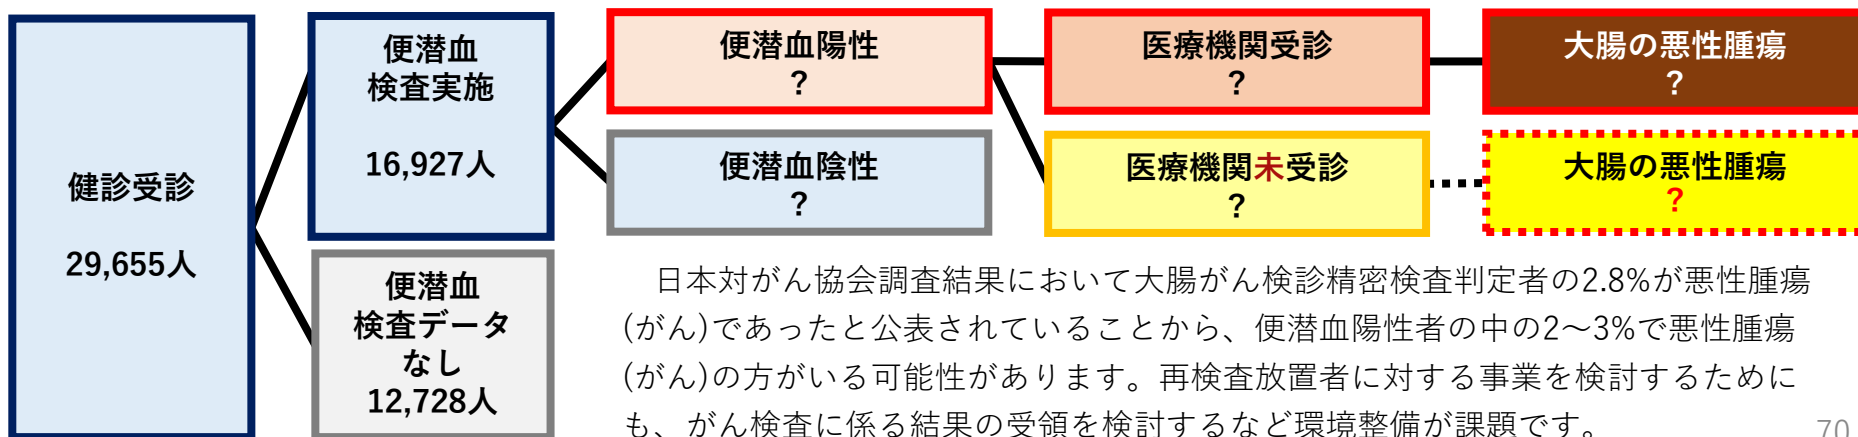 健診受診
29,655人
便潜血
検査実施
16,927人
便潜血
検査データ
なし
12,728人
便潜血陽性
?
便潜血陰性
?
医療機関受診
?
医療機関未受診
?
大腸の悪性腫瘍
?
大腸の悪性腫瘍
?
日本対がん協会調査結果において大腸がん検診精密検査判定者の2.8%が悪性腫瘍
(がん)であったと公表されていることから、便潜血陽性者の中の2～3%で悪性腫瘍
(がん)の方がいる可能性があります。再検査放置者に対する事業を検討するために
も、がん検査に係る結果の受領を検討するなど環境整備が課題です。
70